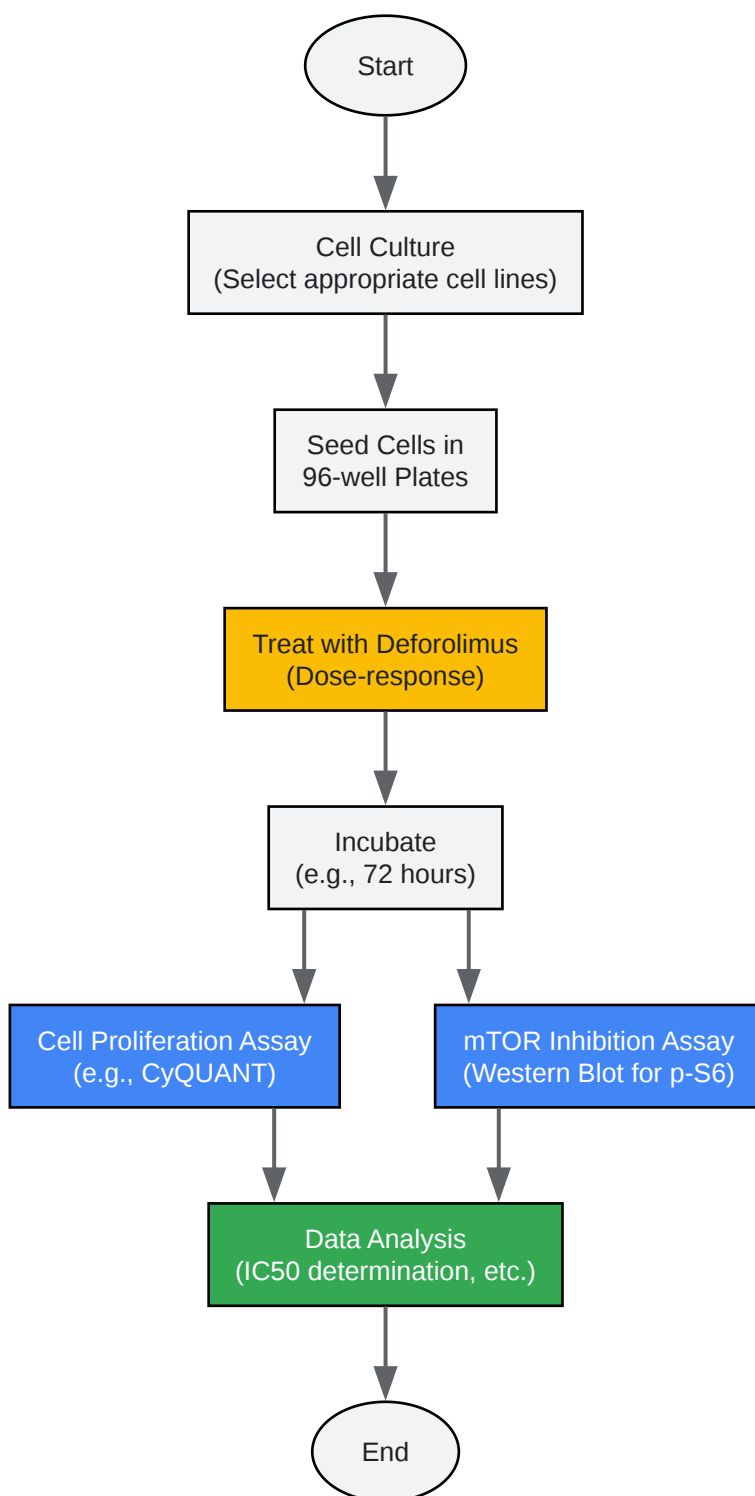 Start
Cell Culture
(Select appropriate cell lines)
Seed Cells in
96-well Plates
Treat with Deforolimus
(Dose-response)
Incubate
(e.g., 72 hours)
Cell Proliferation Assay
(e.g., CyQUANT)
mTOR Inhibition Assay
(Western Blot for p-S6)
Data Analysis
(IC50 determination, etc.)
End